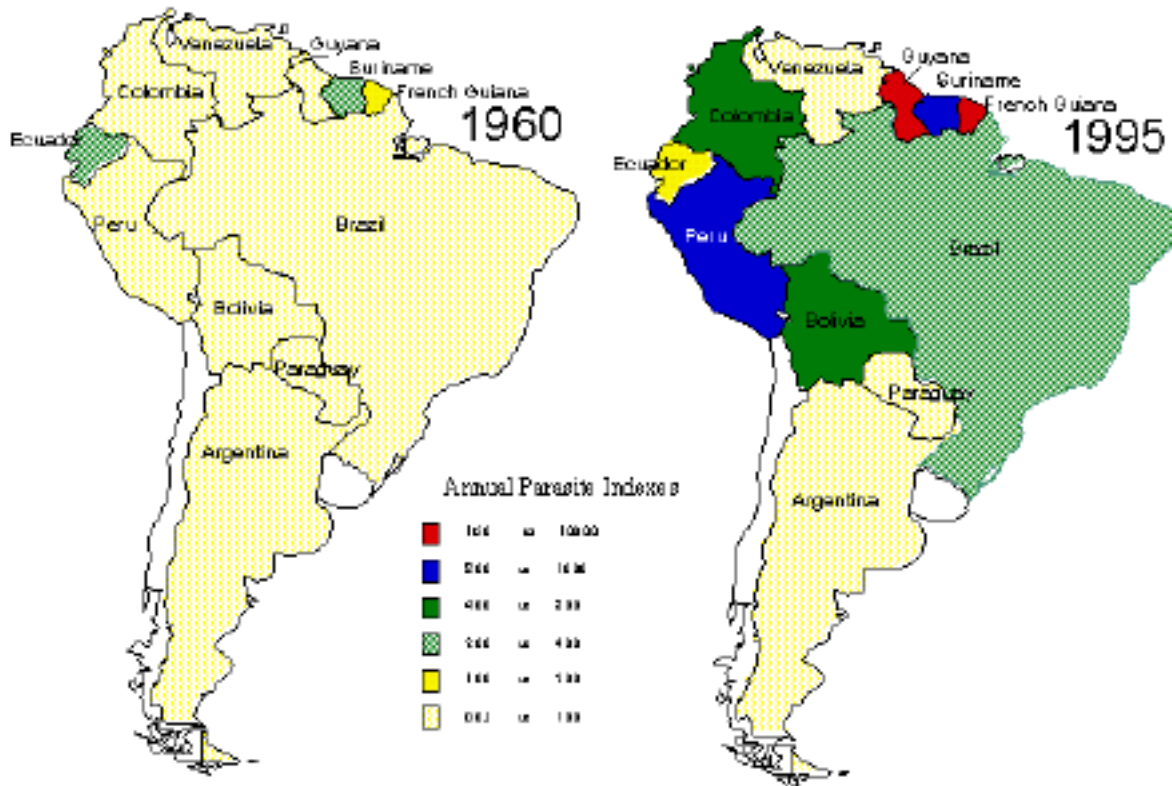 Venezuela
Guyana
Suriname
French Guiana
Colombia
1960
Ecuador
Peru
Brazil
Bolivia
Paraguay
Argentina
Guyana
Suriname
French Guiana
Venezuela
1995
Colombia
Ecuador
Peru
Brazil
Bolivia
Paraguay
Argentina
Annual Parasite Indexes